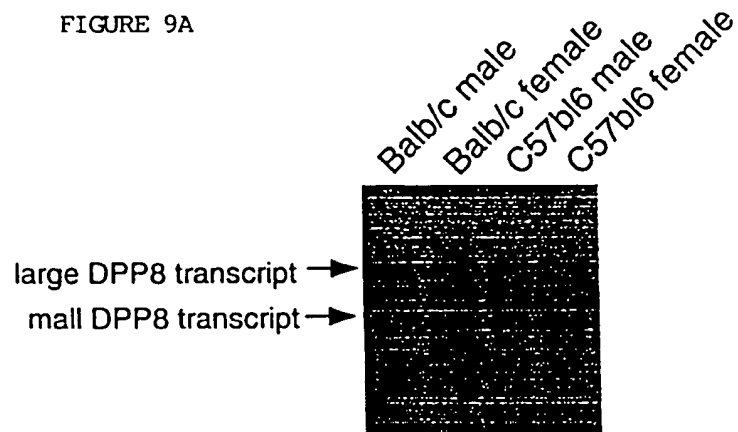 FIGURE 9A
Balb/c male
Balb/c female
C57bl6 male
C57bl6 female
large DPP8 transcript
mall DPP8 transcript